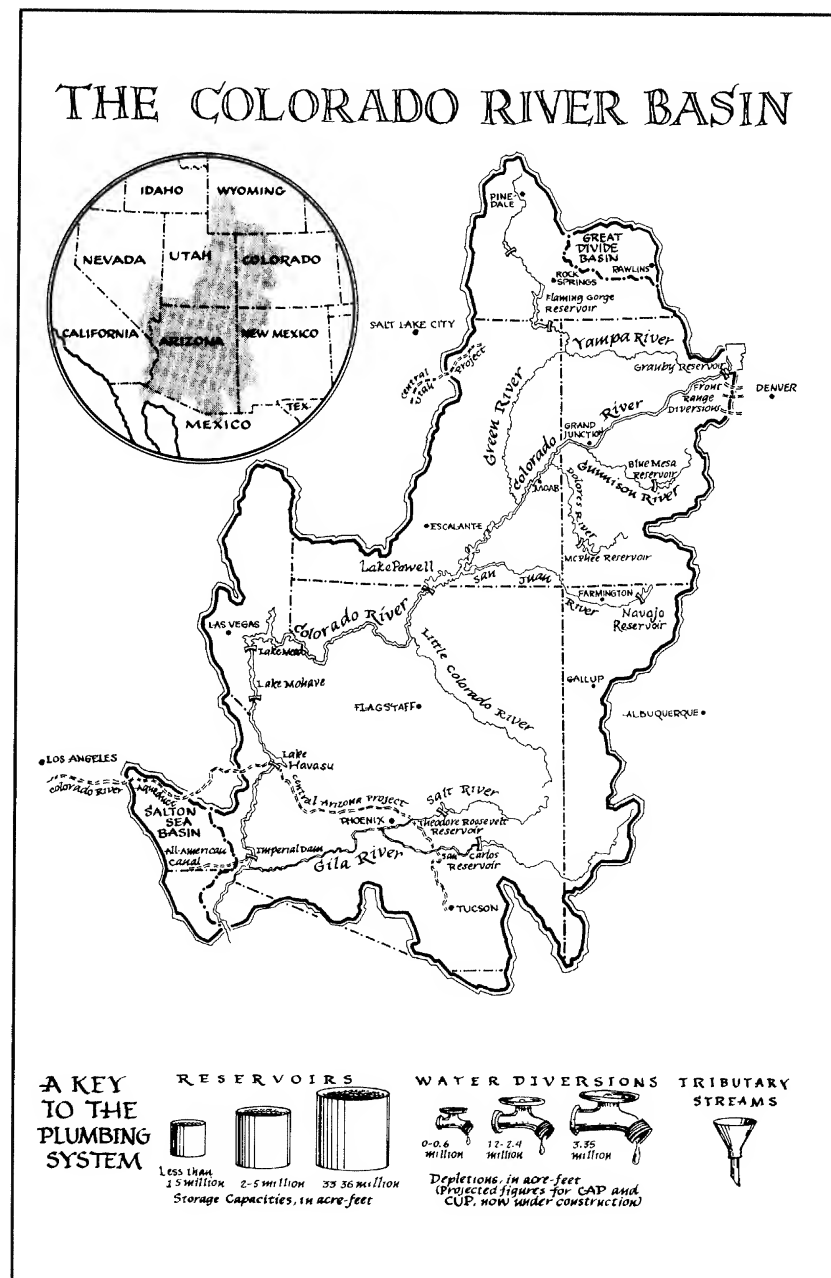 THE COLORADO RIVER BASIN
IDAHO
WYOMING
NEVADA
UTAH
COLORADO
CALIFORNIA
ARIZONA
NEW MEXICO
TEX.
MEXICO
PINE-
DALE
GREAT
DIVIDE
BASIN
RAWLINS
ROCK
SPRINGS
Flaming Gorge
Reservoir
SALT LAKE CITY
Yampa River
Central
Utah
Project
Granby Reservoir
Front
Range
Diversions
DENVER
Green River
Colorado River
GRAND
JUNCTION
Blue Mesa
Reservoir
Gunnison River
MOAB
Dolores River
ESCALANTE
McPhee Reservoir
Lake Powell
San Juan River
FARMINGTON
Navajo
Reservoir
LAS VEGAS
Colorado River
Lake Mead
Little Colorado River
Lake Mohave
GALLUP
FLAGSTAFF
ALBUQUERQUE
LOS ANGELES
Lake
Havasu
Colorado River Aqueduct
Central Arizona Project
SALTON
SEA
BASIN
Salt River
PHOENIX
Theodore Roosevelt
Reservoir
All-American
Canal
Imperial Dam
Gila River
San Carlos
Reservoir
TUCSON
A KEY
TO THE
PLUMBING
SYSTEM
RESERVOIRS
Less than
1 5 million
2-5 million
33 36 million
Storage Capacities, in acre-feet
WATER DIVERSIONS
0-0.6
million
12-2.4
million
3.35
million
Depletions, in acre-feet
(Projected figures for CAP and
CUP, now under construction)
TRIBUTARY
STREAMS